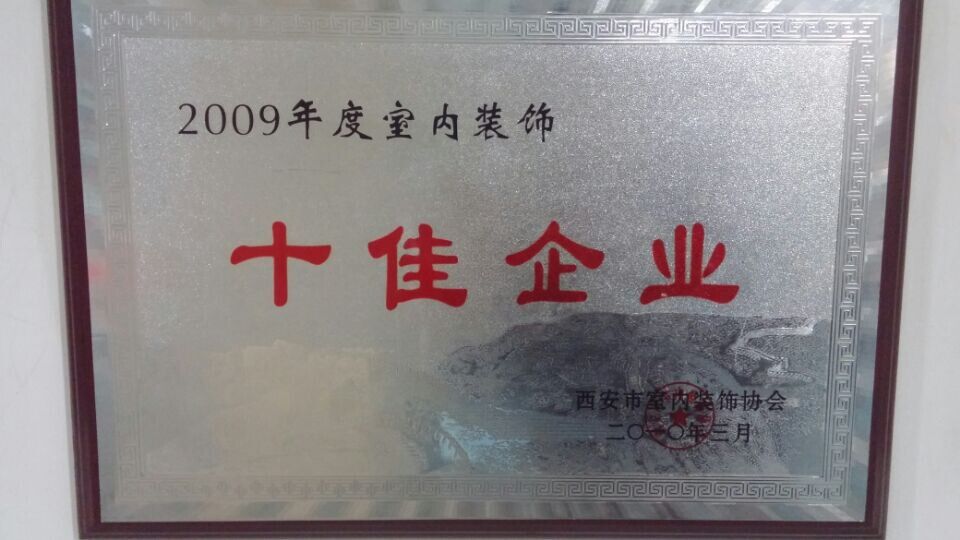 2009年度室内装饰
十佳企业
西安市室内装饰协会
二〇一〇年三月